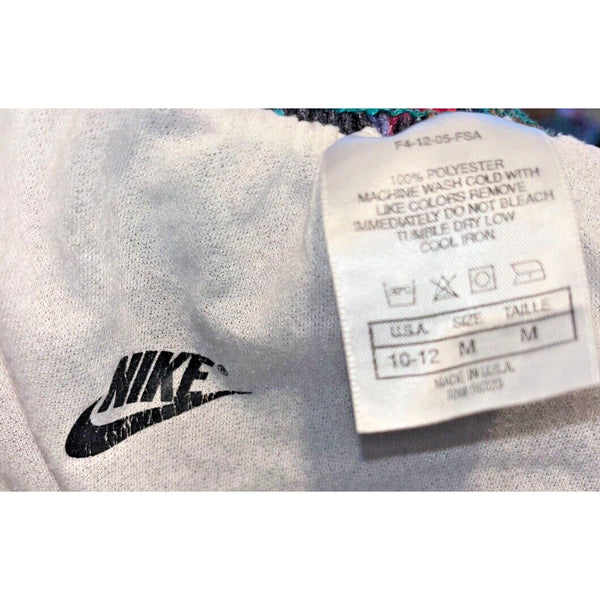 NIKE
F4-12-05-FSA
100% POLYESTER
MACHINE WASH COLD WITH
LIKE COLORS REMOVE
IMMEDIATELY DO NOT BLEACH
TUMBLE DRY LOW
COOL IRON
U.S.A. SIZE TAILLE
10-12 M M
MADE IN U.S.A.